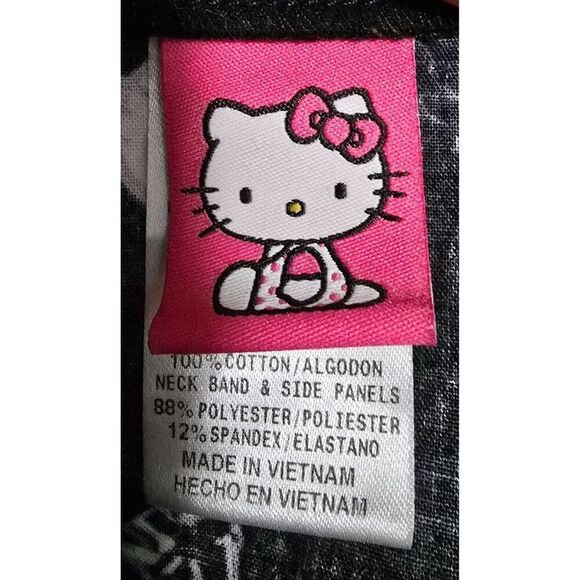 100% COTTON/ALGODON
NECK BAND & SIDE PANELS
88% POLYESTER/POLIESTER
12% SPANDEX/ELASTANO
MADE IN VIETNAM
HECHO EN VIETNAM